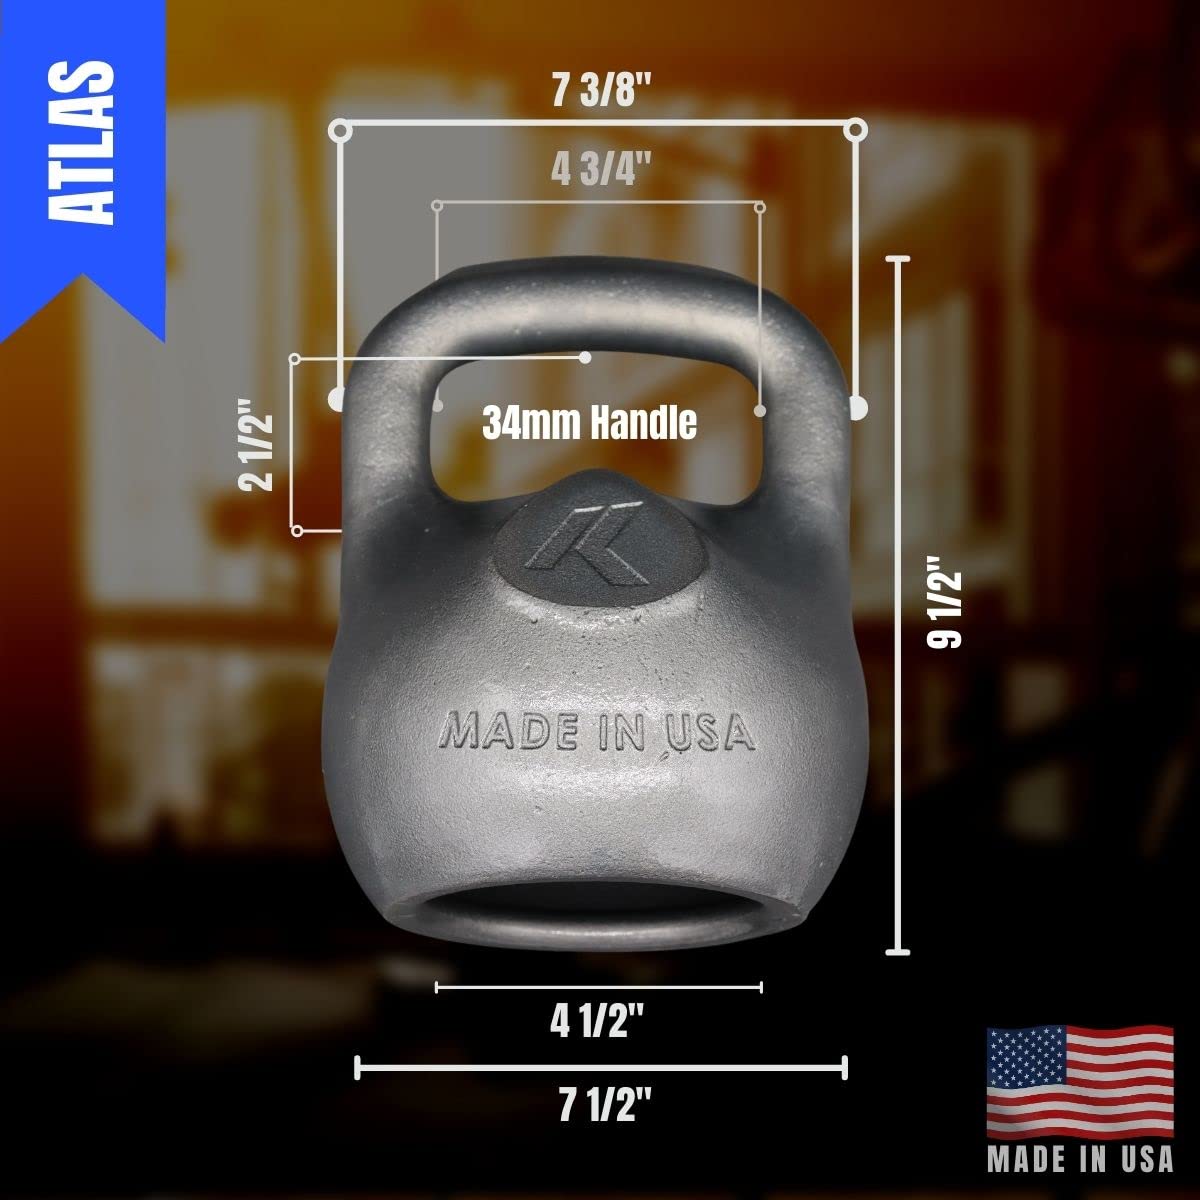 ATLAS
7 3/8"
4 3/4"
2 1/2"
34mm Handle
K
9 1/2"
MADE IN USA
4 1/2"
7 1/2"
MADE IN USA